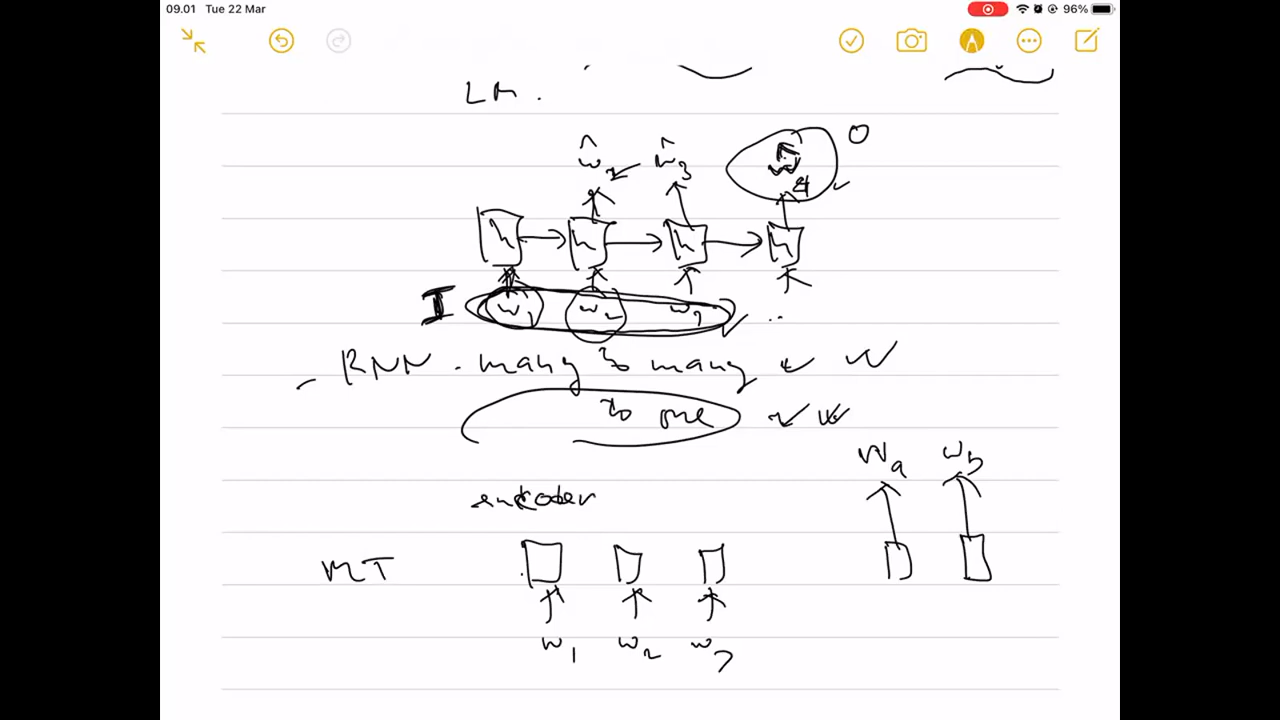 09.01 Tue 22 Mar 96%
LM.
ŵ2 ŵ3 ŵ4 O
h h h h
I w1 w2 w3 ..
- RNN - many to many
to one
wa wb
enkoder
MT
w1 w2 w3